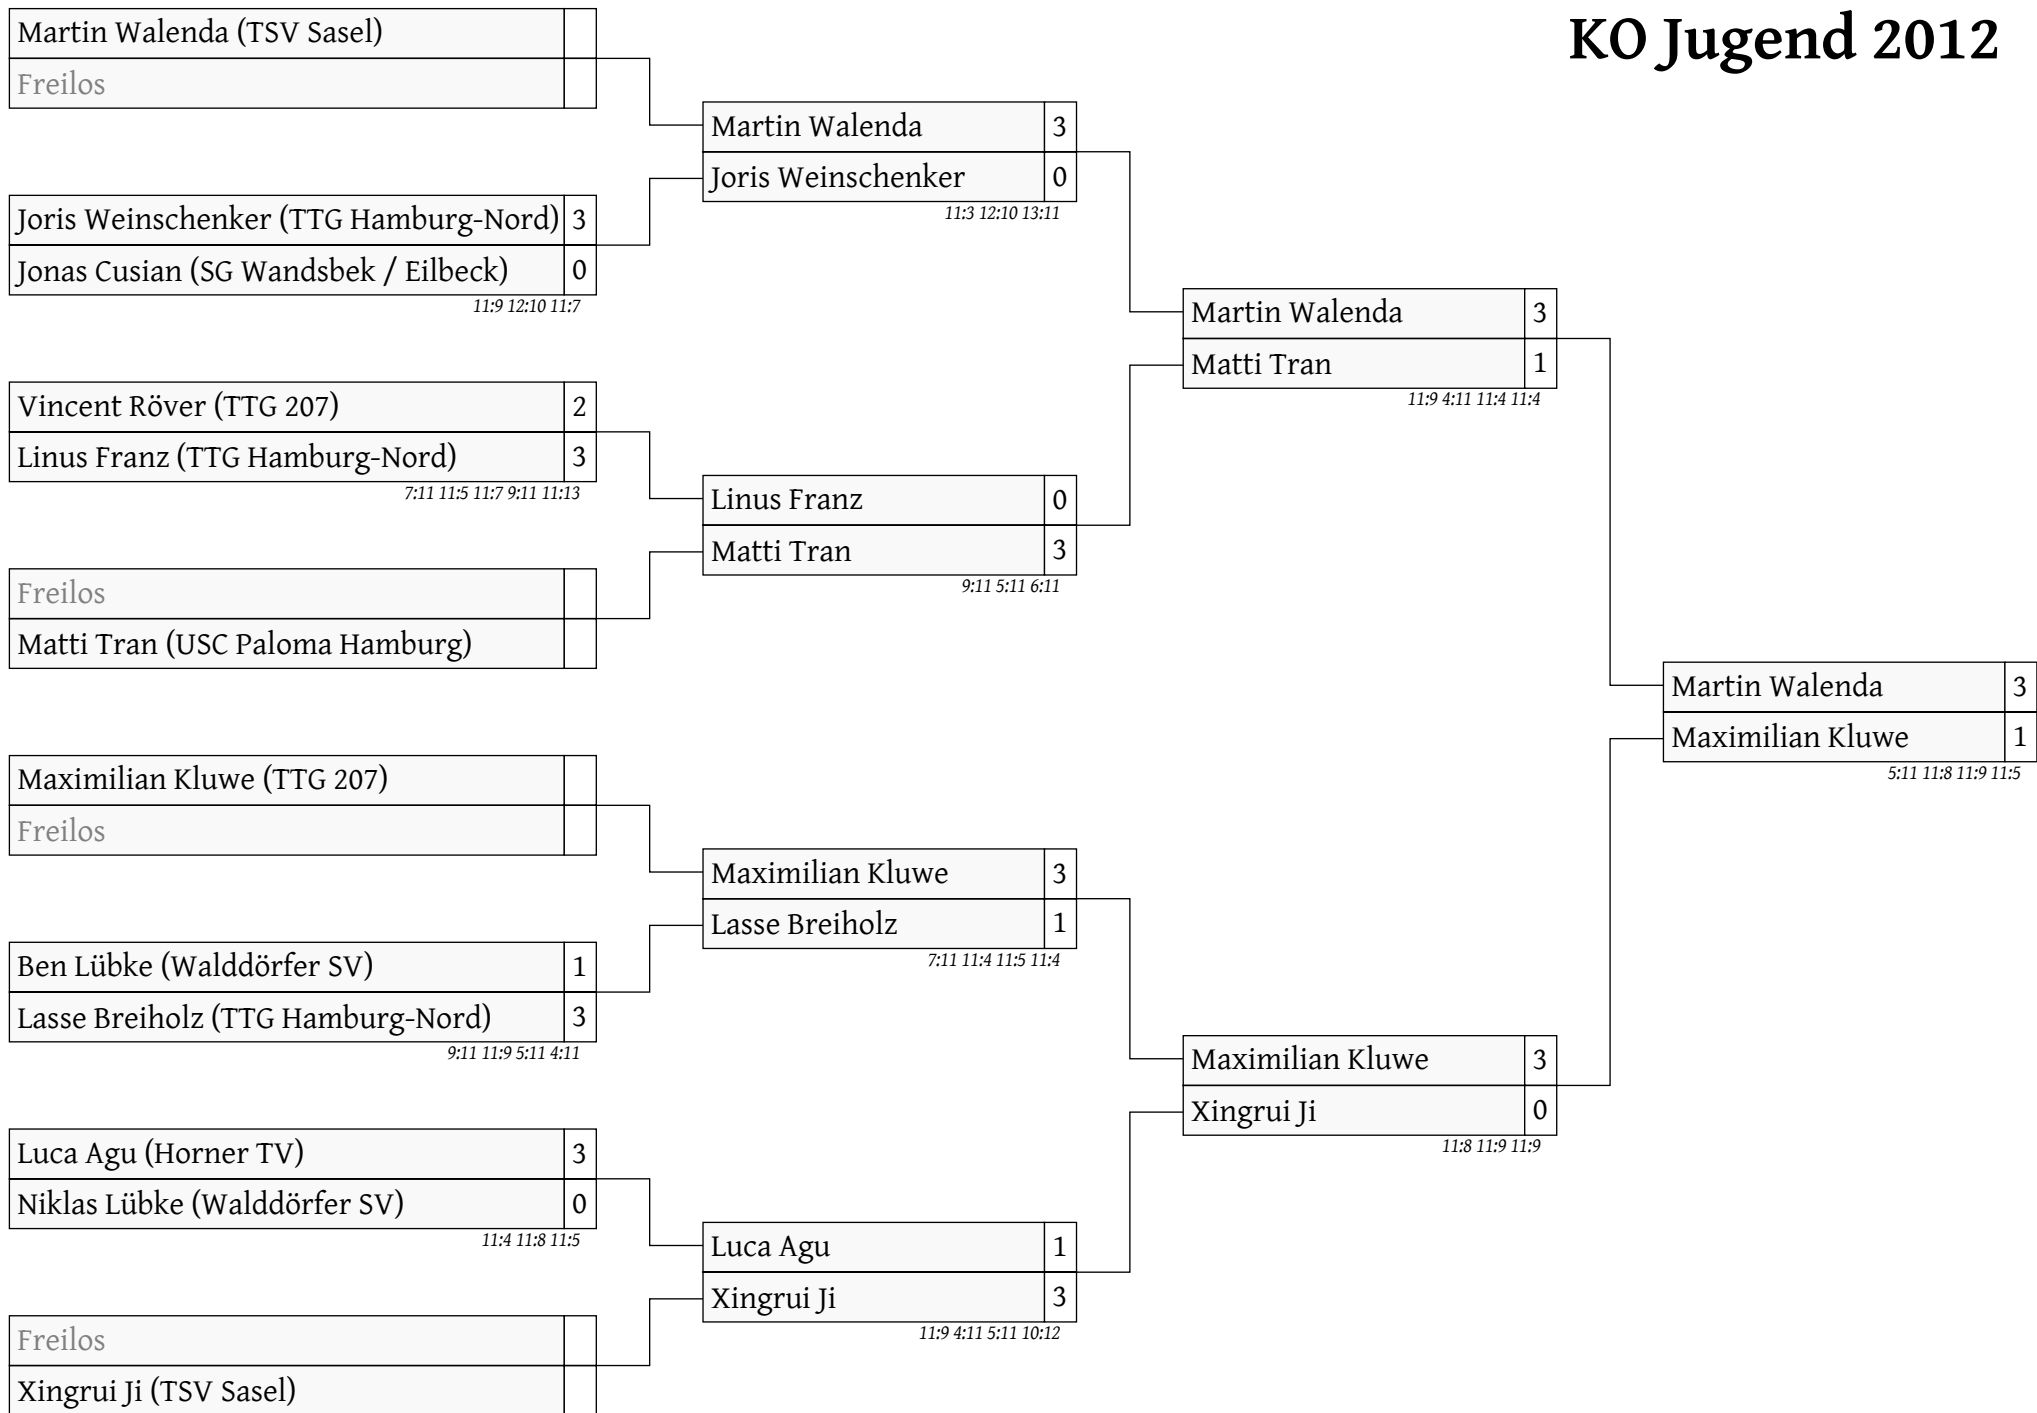 KO Jugend 2012
Martin Walenda (TSV Sasel)
Freilos
Joris Weinschenker (TTG Hamburg-Nord) 3
Jonas Cusian (SG Wandsbek / Eilbeck) 0
11:9 12:10 11:7
Vincent Röver (TTG 207) 2
Linus Franz (TTG Hamburg-Nord) 3
7:11 11:5 11:7 9:11 11:13
Freilos
Matti Tran (USC Paloma Hamburg)
Maximilian Kluwe (TTG 207)
Freilos
Ben Lübke (Walddörfer SV) 1
Lasse Breiholz (TTG Hamburg-Nord) 3
9:11 11:9 5:11 4:11
Luca Agu (Horner TV) 3
Niklas Lübke (Walddörfer SV) 0
11:4 11:8 11:5
Freilos
Xingrui Ji (TSV Sasel)
Martin Walenda 3
Joris Weinschenker 0
11:3 12:10 13:11
Linus Franz 0
Matti Tran 3
9:11 5:11 6:11
Maximilian Kluwe 3
Lasse Breiholz 1
7:11 11:4 11:5 11:4
Luca Agu 1
Xingrui Ji 3
11:9 4:11 5:11 10:12
Martin Walenda 3
Matti Tran 1
11:9 4:11 11:4 11:4
Maximilian Kluwe 3
Xingrui Ji 0
11:8 11:9 11:9
Martin Walenda 3
Maximilian Kluwe 1
5:11 11:8 11:9 11:5